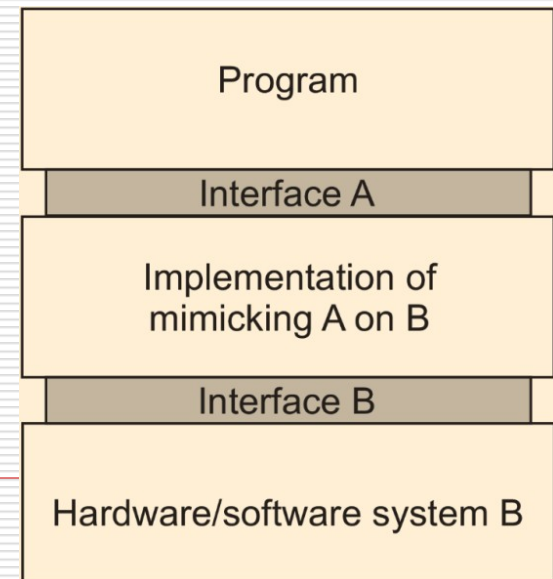 Program
Interface A
Implementation of
mimicking A on B
Interface B
Hardware/software system B